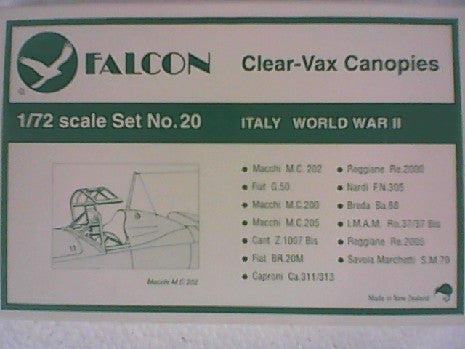 FALCON
Clear-Vax Canopies
1/72 scale Set No.20
ITALY WORLD WAR II
• Macchi M.C. 202
• Fiat G.50
• Macchi M.C.200
• Macchi M.C.205
• Cant Z.1007 Bis
• Fiat BR.20M
• Caproni Ca.311/313
• Reggiane Re.2000
• Nardi F.N.305
• Breda Ba.88
• I.M.A.M. Ro.37/37 Bis
• Reggiane Re.2005
• Savoia Marchetti S.M.79
Macchi M.C.202
Made in New Zealand